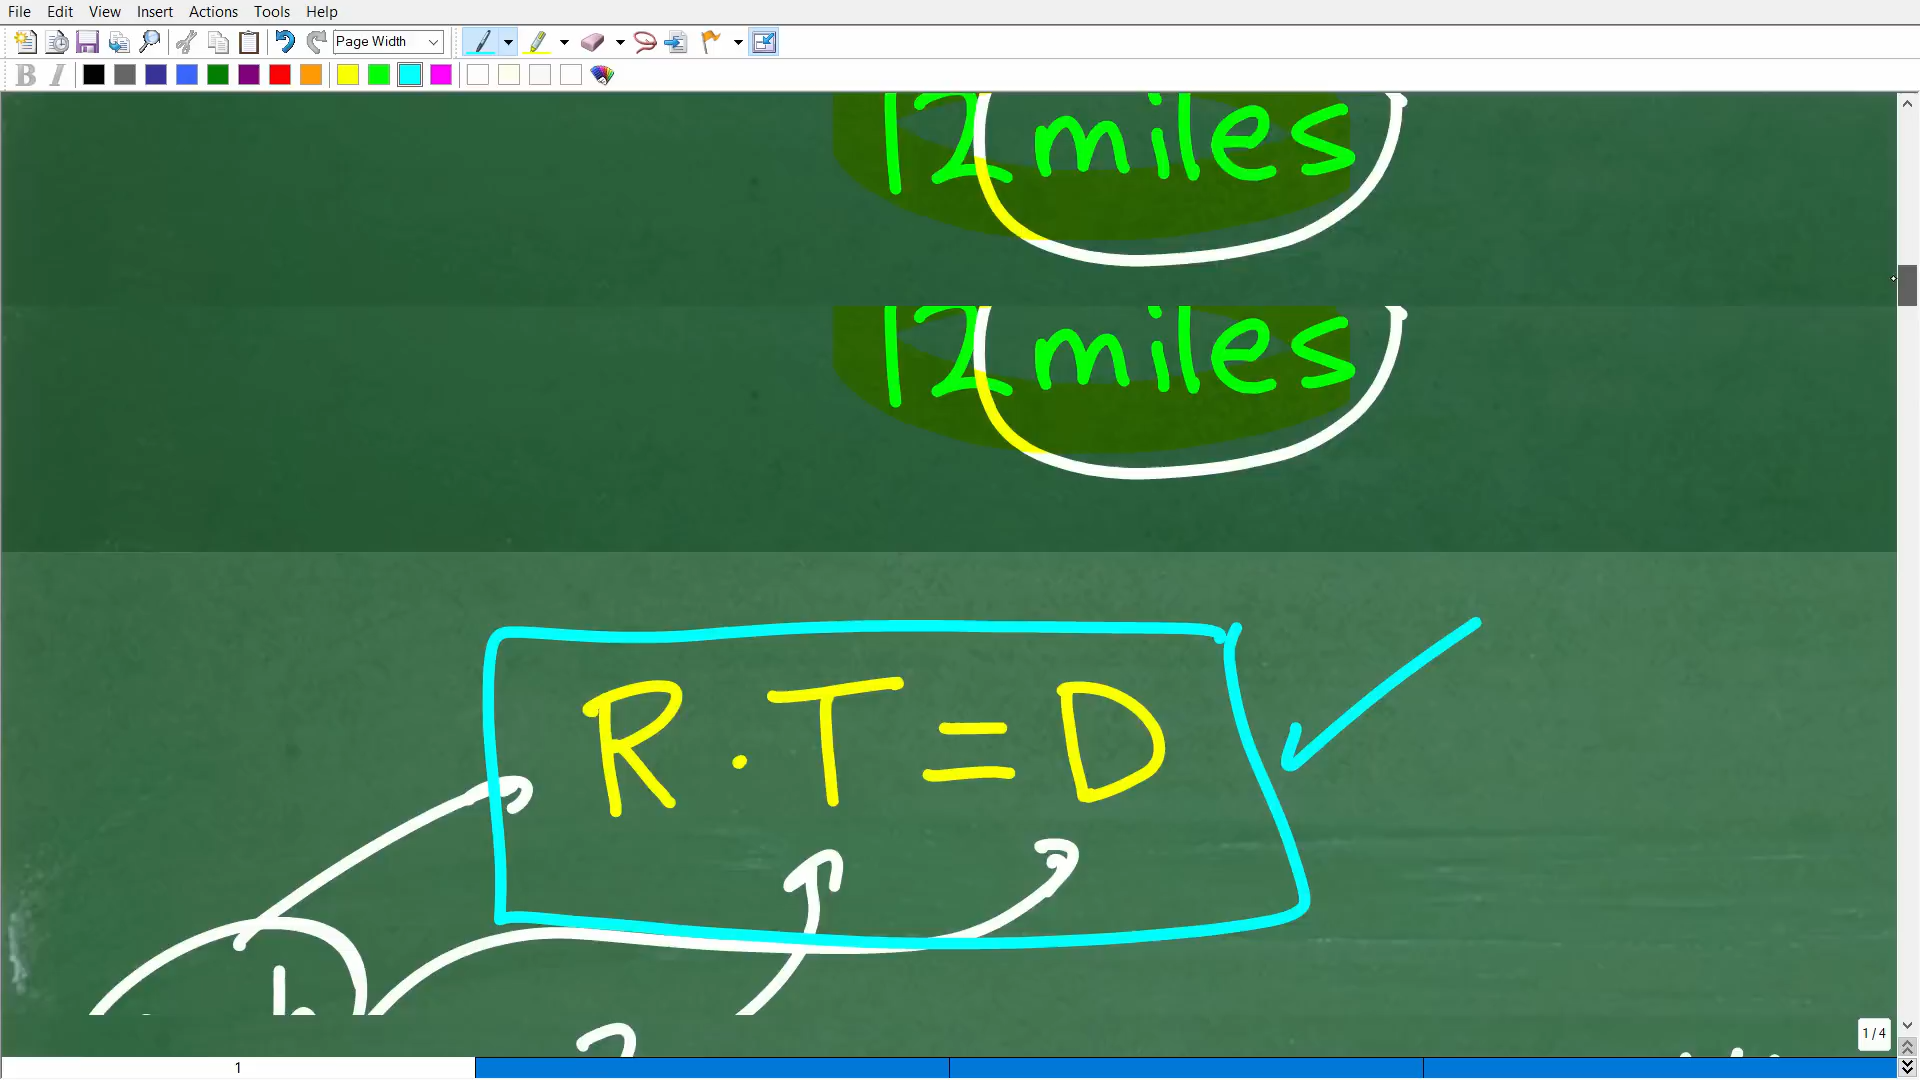 File Edit View Insert Actions Tools Help
Page Width
B I
12 miles
12 miles
R · T = D
1 / 4
1